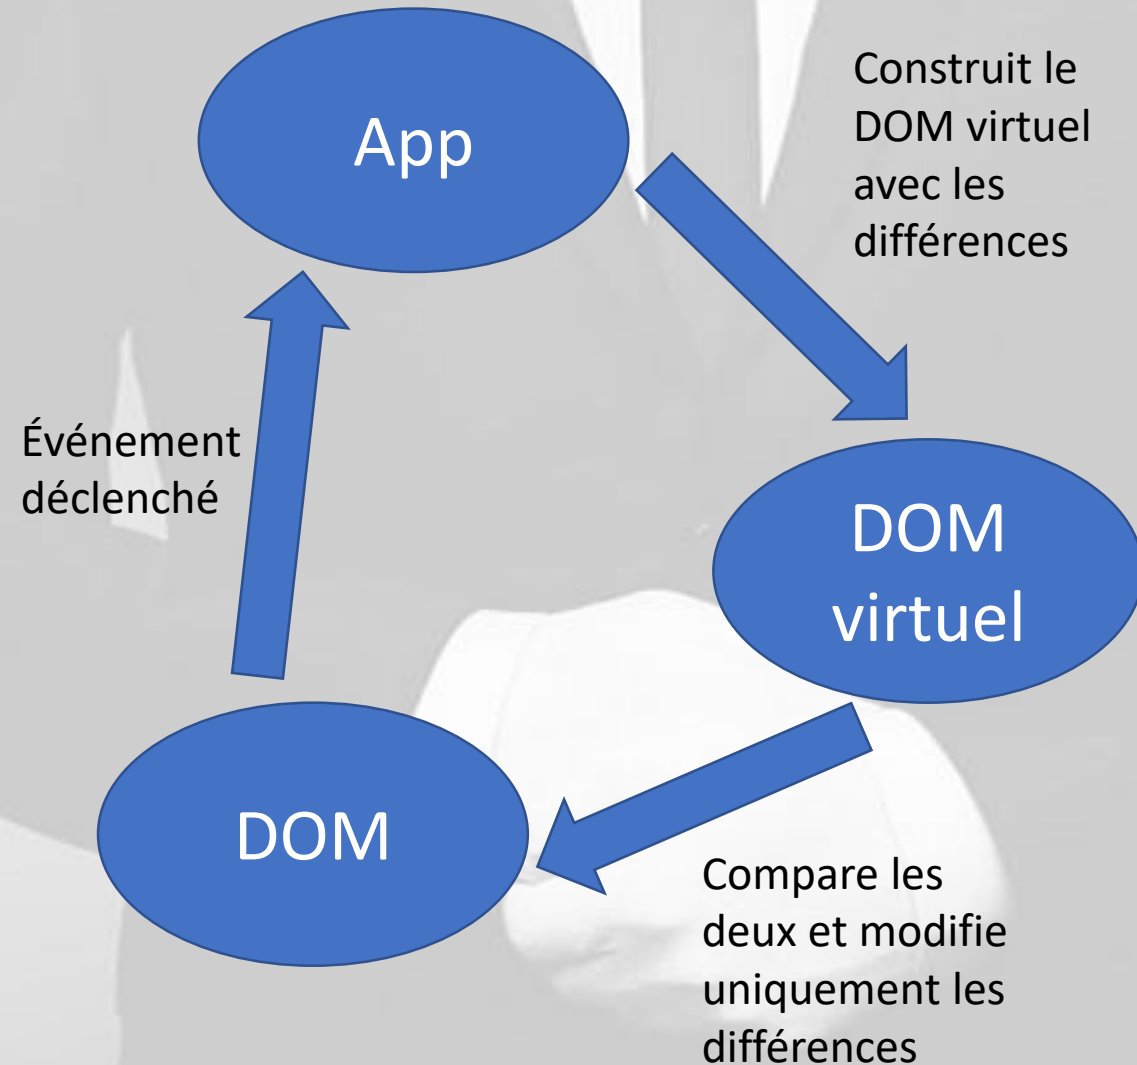 App
Construit le
DOM virtuel
avec les
différences
Événement
déclenché
DOM
virtuel
DOM
Compare les
deux et modifie
uniquement les
différences